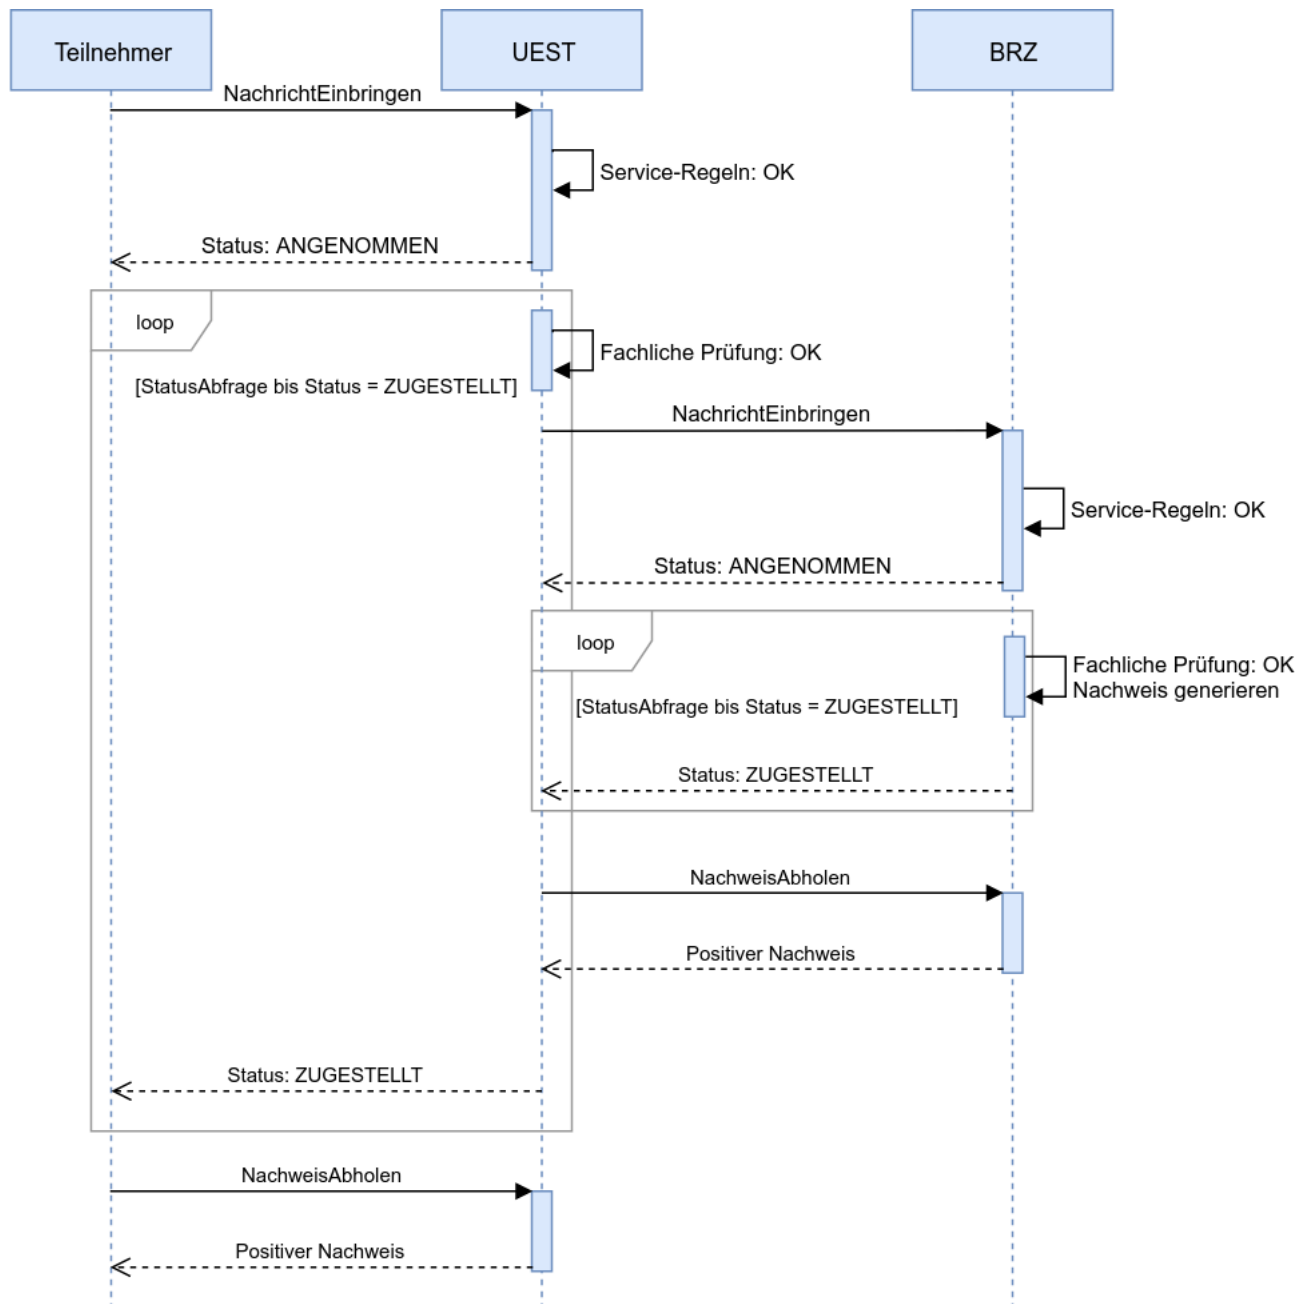 Teilnehmer
UEST
BRZ
NachrichtEinbringen
Service-Regeln: OK
Status: ANGENOMMEN
loop
Fachliche Prüfung: OK
[StatusAbfrage bis Status = ZUGESTELLT]
NachrichtEinbringen
Service-Regeln: OK
Status: ANGENOMMEN
loop
Fachliche Prüfung: OK
Nachweis generieren
[StatusAbfrage bis Status = ZUGESTELLT]
Status: ZUGESTELLT
NachweisAbholen
Positiver Nachweis
Status: ZUGESTELLT
NachweisAbholen
Positiver Nachweis